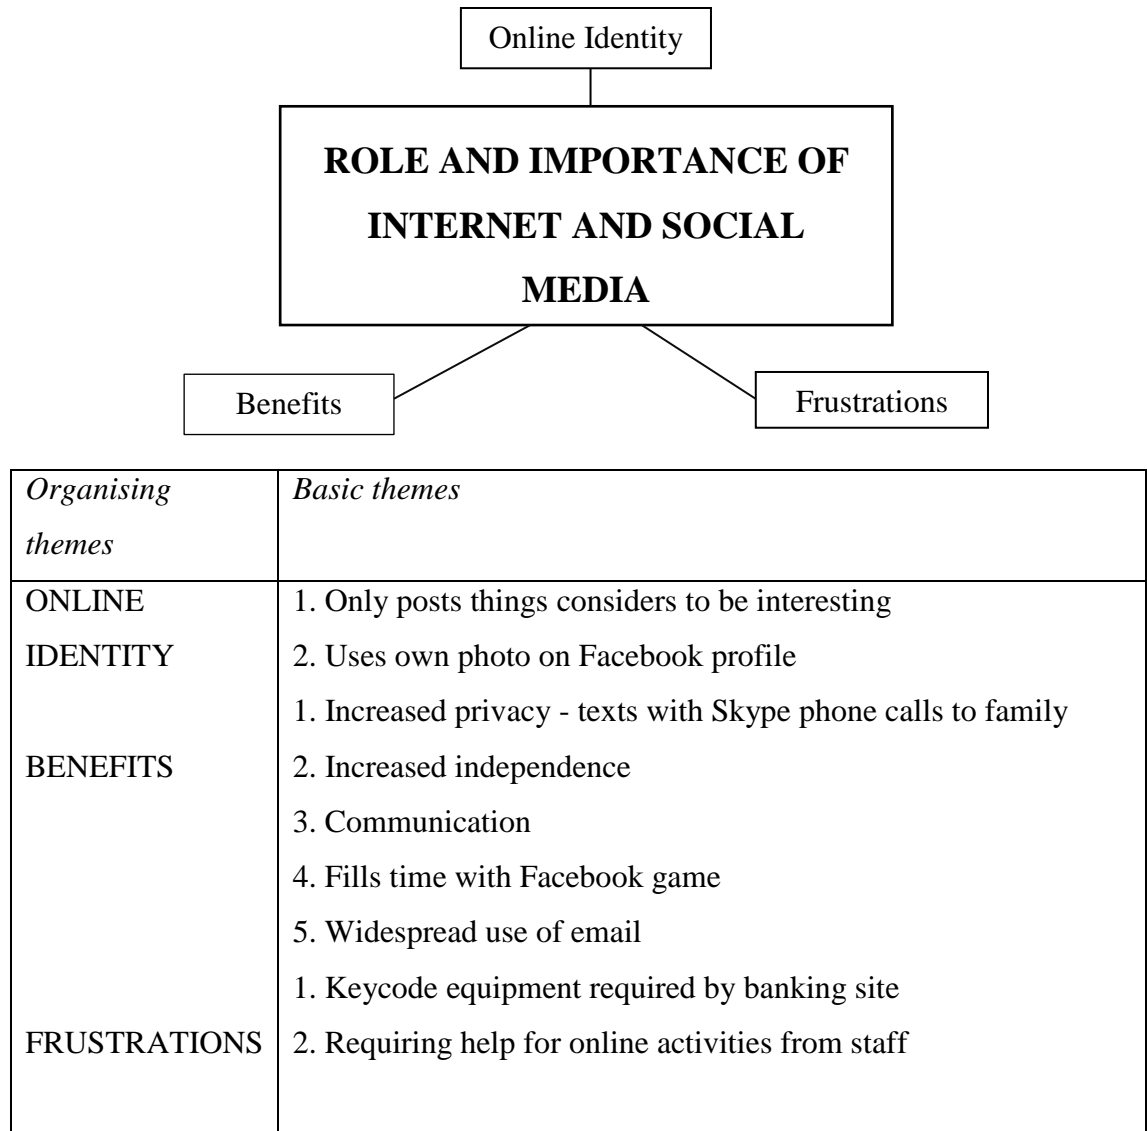 Online Identity
ROLE AND IMPORTANCE OF
INTERNET AND SOCIAL
MEDIA
Benefits
Frustrations
Organising
themes
Basic themes
ONLINE
IDENTITY
1. Only posts things considers to be interesting
2. Uses own photo on Facebook profile
BENEFITS
1. Increased privacy - texts with Skype phone calls to family
2. Increased independence
3. Communication
4. Fills time with Facebook game
5. Widespread use of email
FRUSTRATIONS
1. Keycode equipment required by banking site
2. Requiring help for online activities from staff